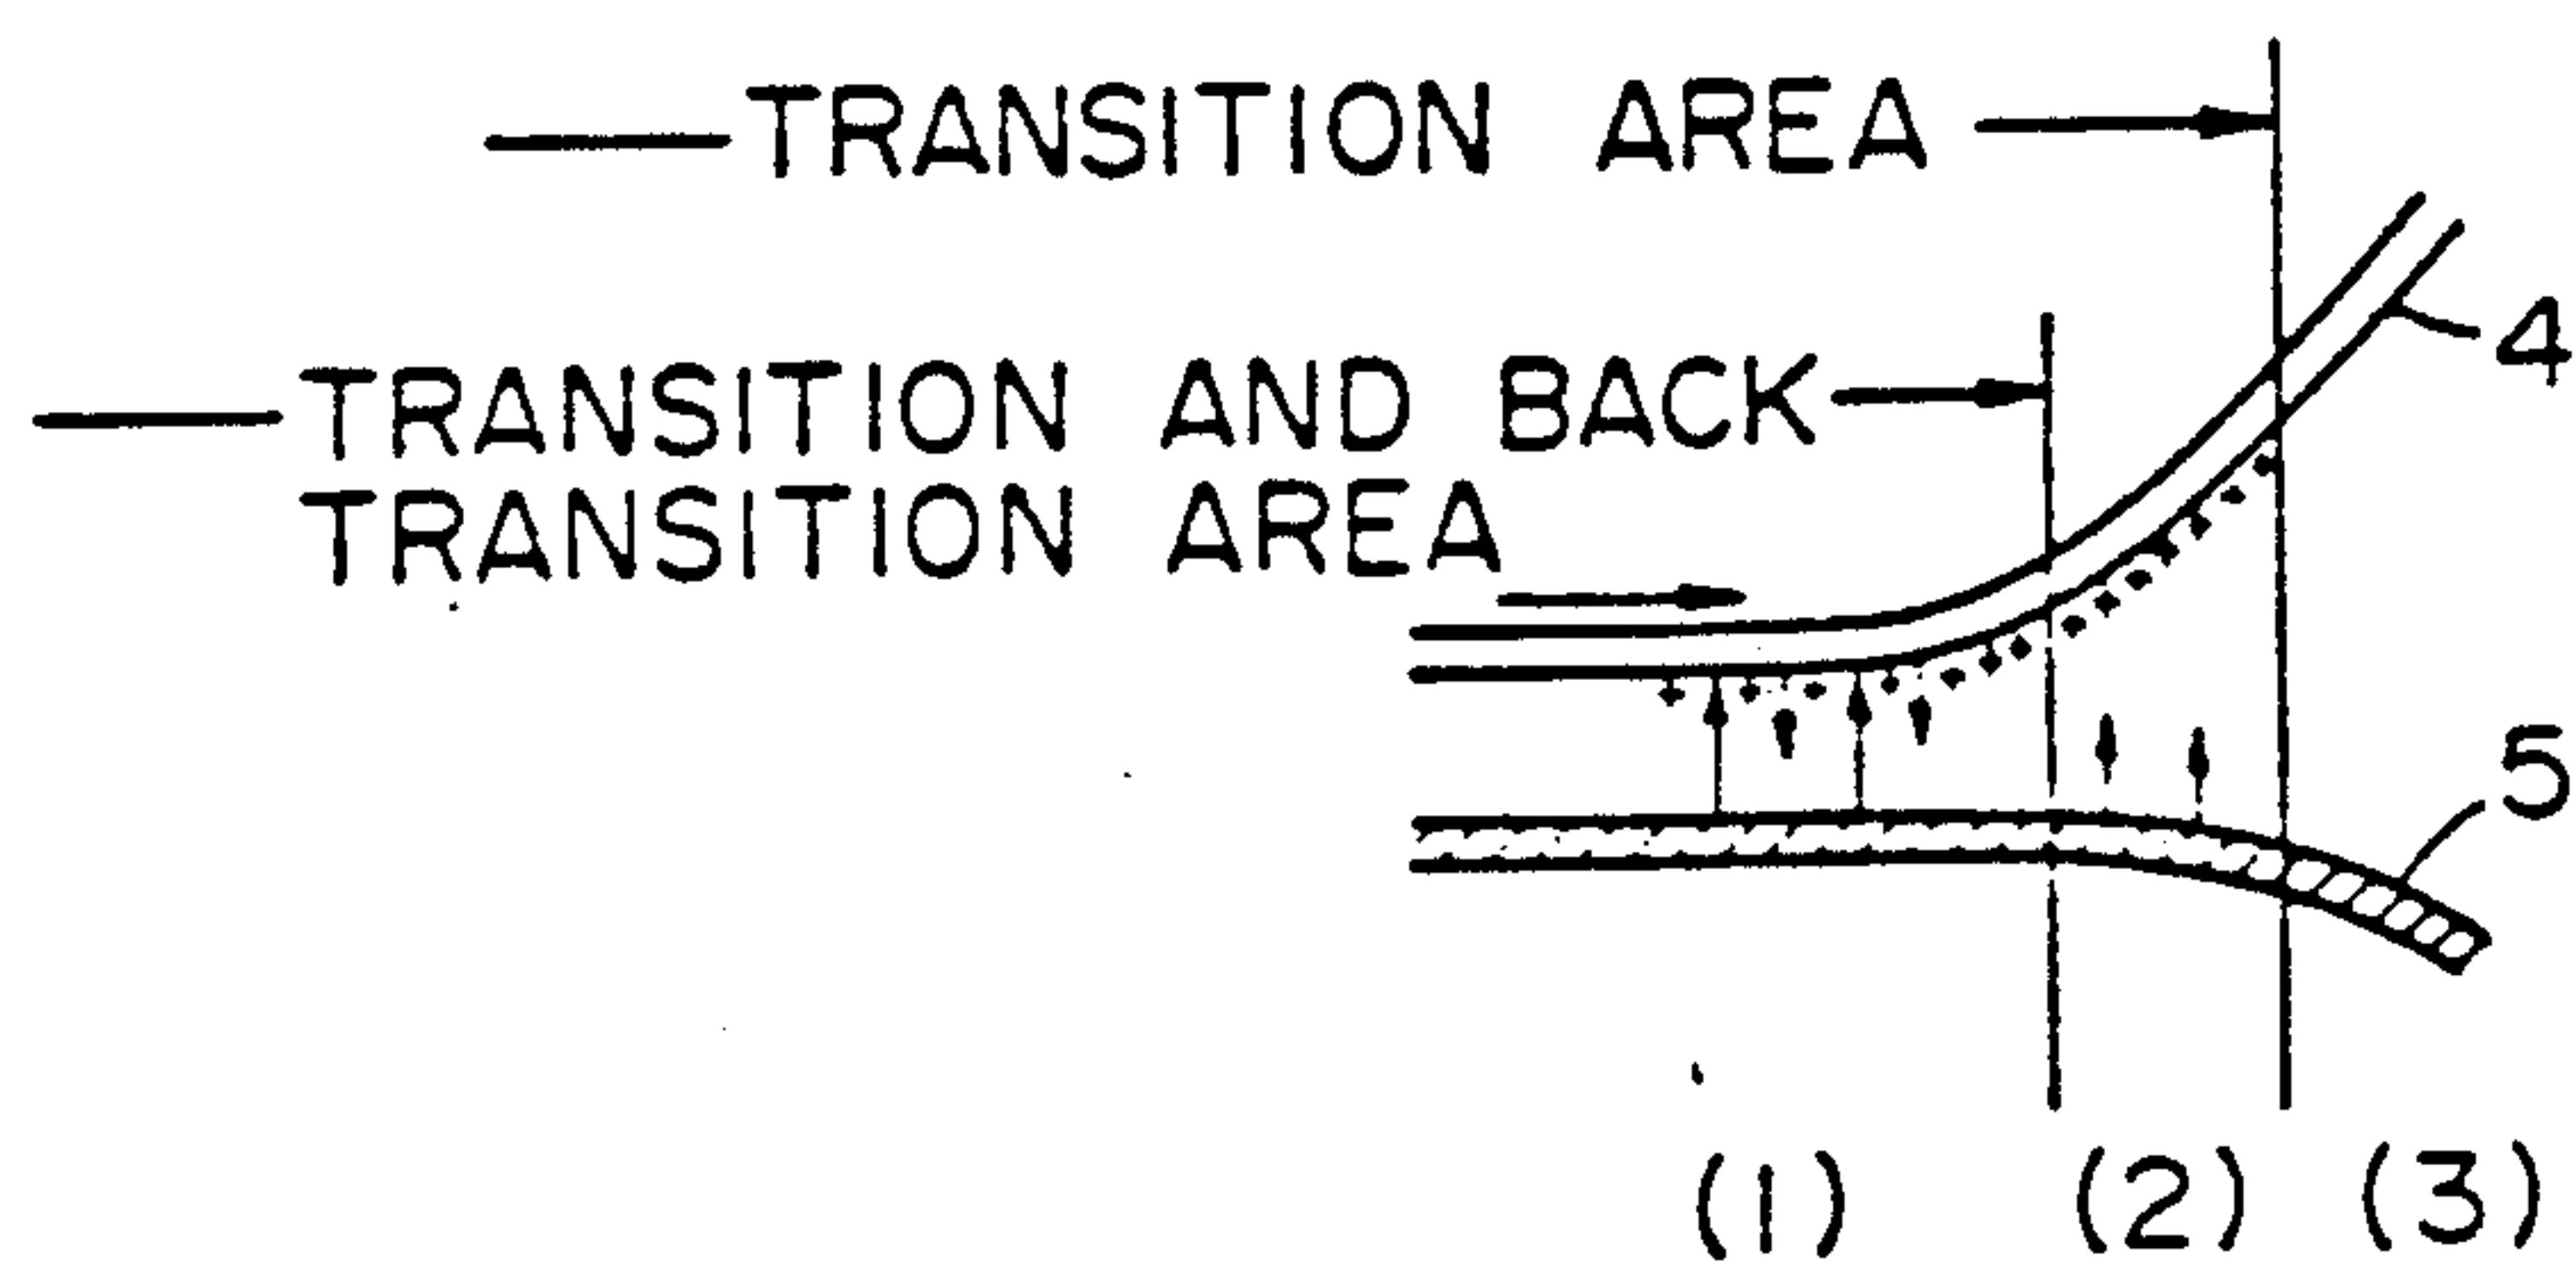 TRANSITION AREA
TRANSITION AND BACK
TRANSITION AREA
4
5
(1) (2) (3)